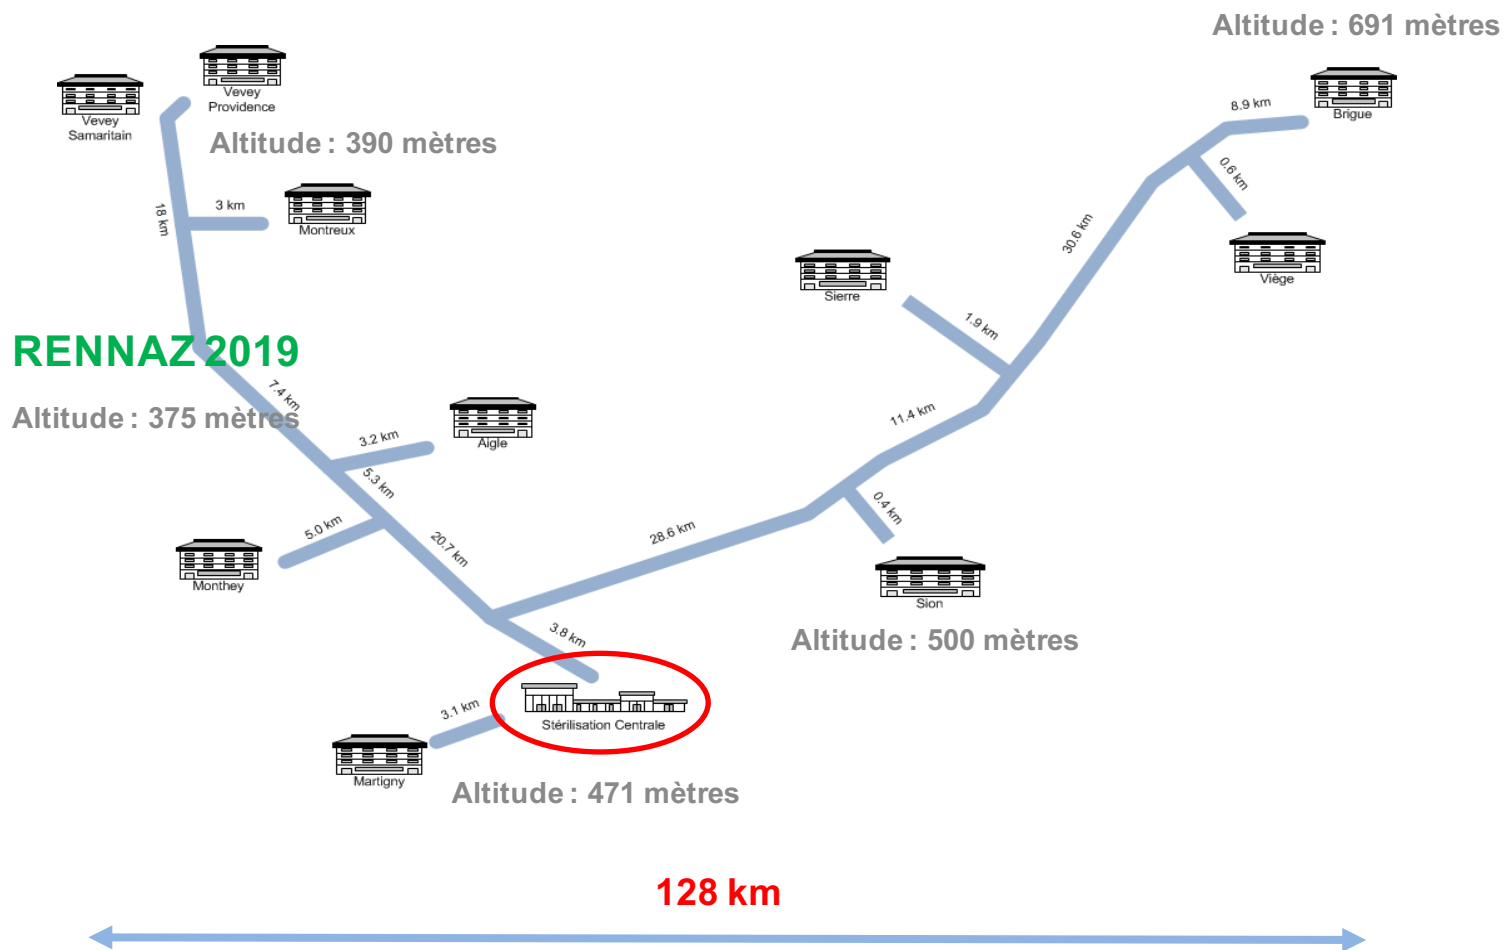 Altitude : 691 mètres
Vevey
Providence
Vevey
Samaritain
Altitude : 390 mètres
8.9 km
Brigue
0.6 km
3 km
Montreux
18 km
30.6 km
Viège
Sierre
1.9 km
RENNAZ 2019
7.4 km
Altitude : 375 mètres
11.4 km
3.2 km
Aigle
5.3 km
0.4 km
5.0 km
20.7 km
28.6 km
Monthey
Sion
3.8 km
Altitude : 500 mètres
3.1 km
Stérilisation Centrale
Martigny
Altitude : 471 mètres
128 km